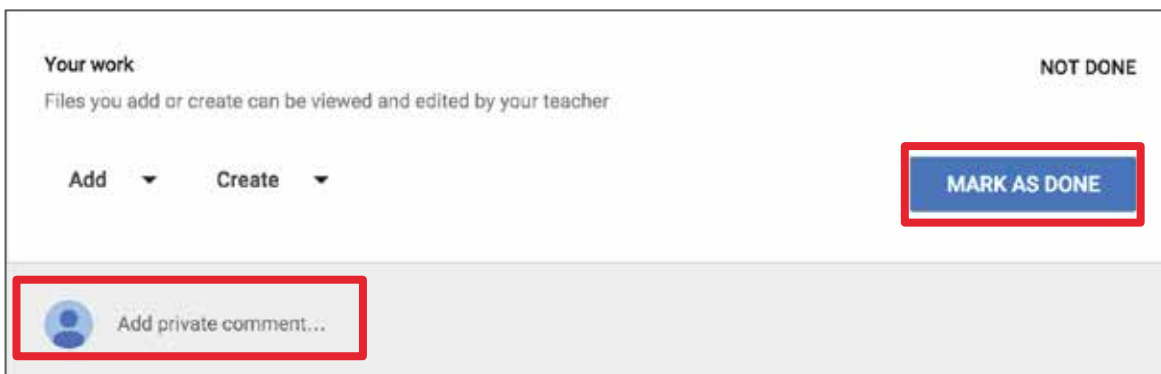 Your work
NOT DONE
Files you add or create can be viewed and edited by your teacher
Add Create
MARK AS DONE
Add private comment...